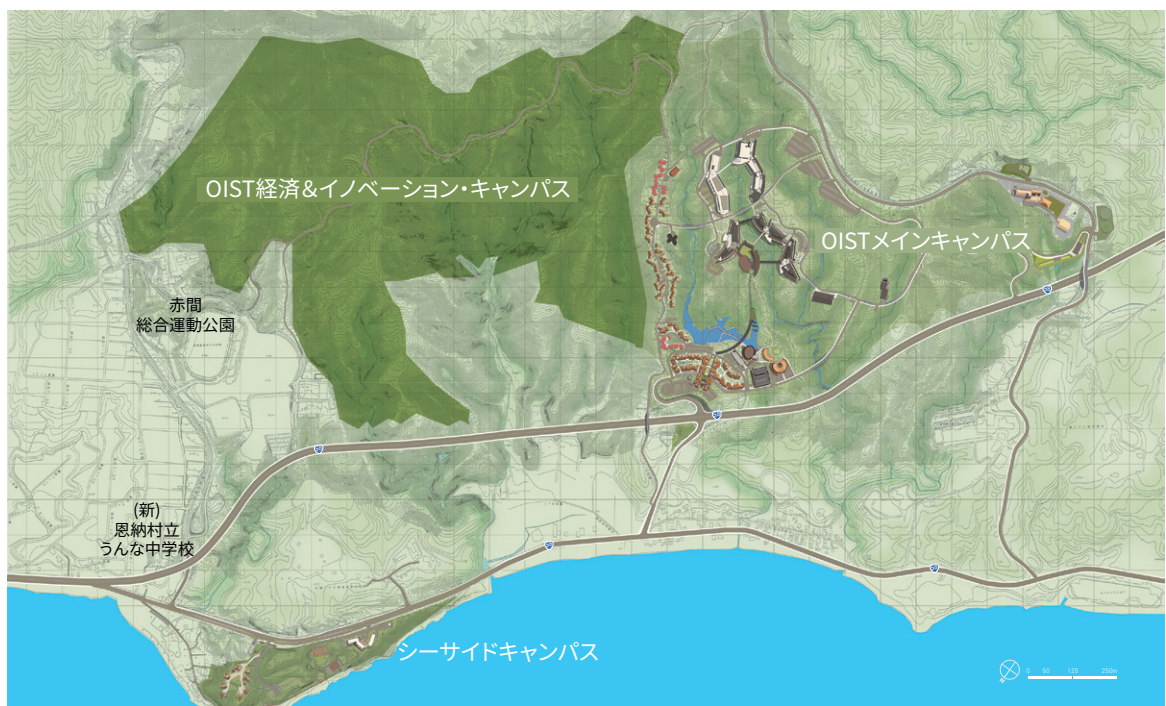 OIST経済&イノベーション・キャンパス
OISTメインキャンパス
赤間
総合運動公園
(新)
恩納村立
うんな中学校
シーサイドキャンパス
0 50 125 250m